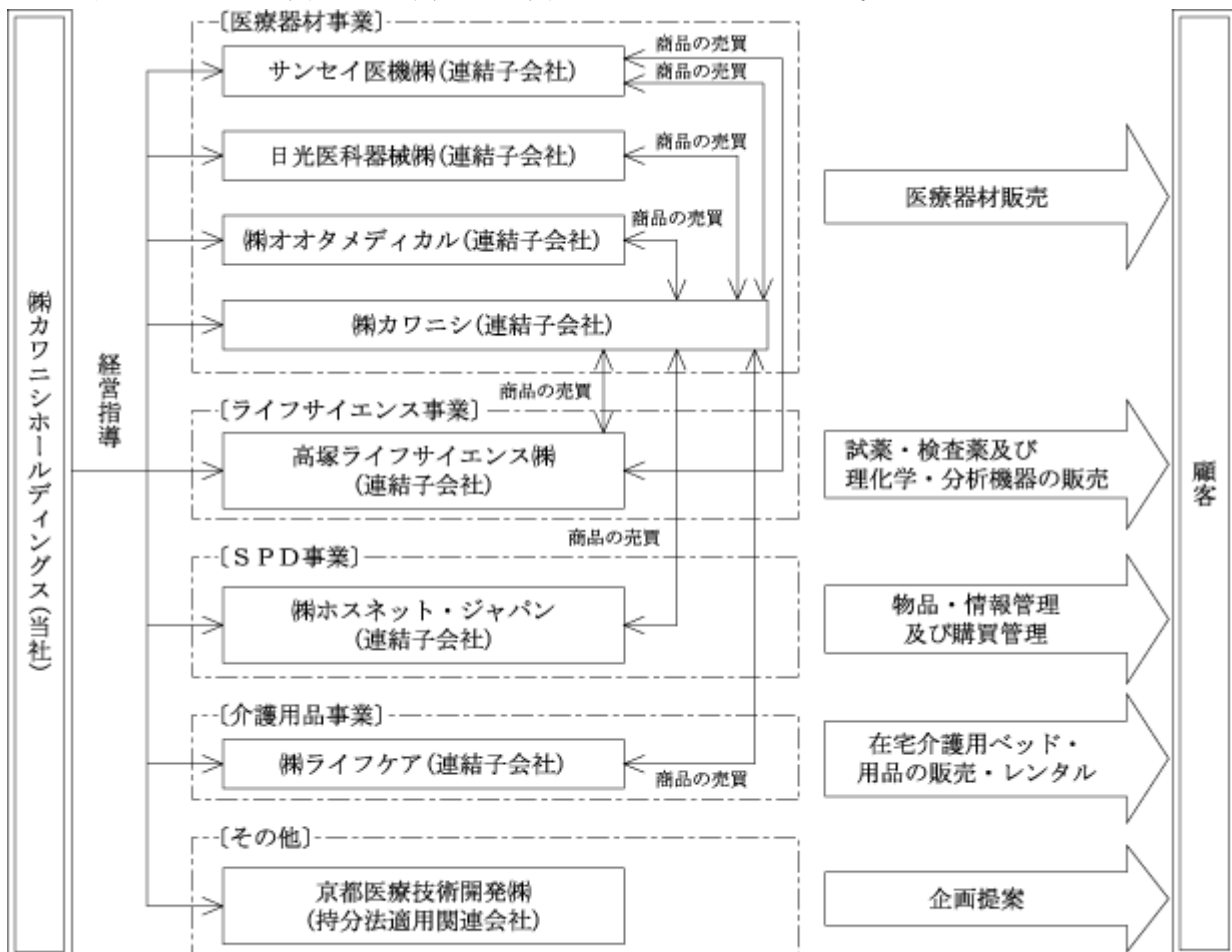 〔医療器材事業〕
商品の売買
サンセイ医機㈱(連結子会社)
商品の売買
日光医科器械㈱(連結子会社)
商品の売買
医療器材販売
商品の売買
㈱オオタメディカル(連結子会社)
㈱カワニシ(連結子会社)
㈱カワニシホールディングス(当社)
経営指導
商品の売買
〔ライフサイエンス事業〕
高塚ライフサイエンス㈱
(連結子会社)
試薬・検査薬及び
理化学・分析機器の販売
顧客
商品の売買
〔ＳＰＤ事業〕
㈱ホスネット・ジャパン
(連結子会社)
物品・情報管理
及び購買管理
〔介護用品事業〕
㈱ライフケア(連結子会社)
商品の売買
在宅介護用ベッド・
用品の販売・レンタル
〔その他〕
京都医療技術開発㈱
(持分法適用関連会社)
企画提案